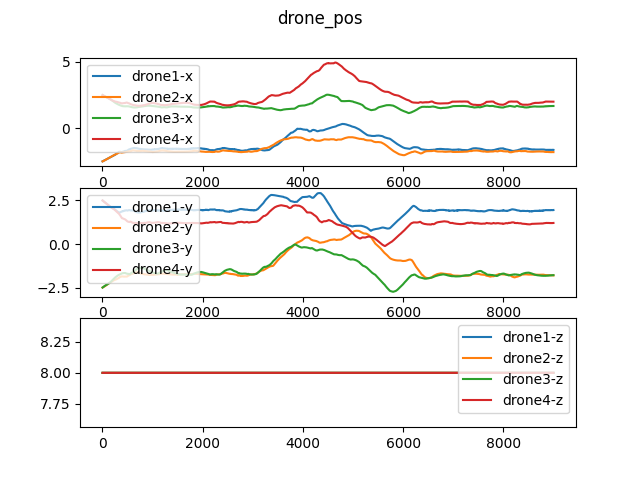 drone_pos
5
0
drone1-x
drone2-x
drone3-x
drone4-x
0 2000 4000 6000 8000
2.5
0.0
−2.5
drone1-y
drone2-y
drone3-y
drone4-y
0 2000 4000 6000 8000
8.25
8.00
7.75
drone1-z
drone2-z
drone3-z
drone4-z
0 2000 4000 6000 8000